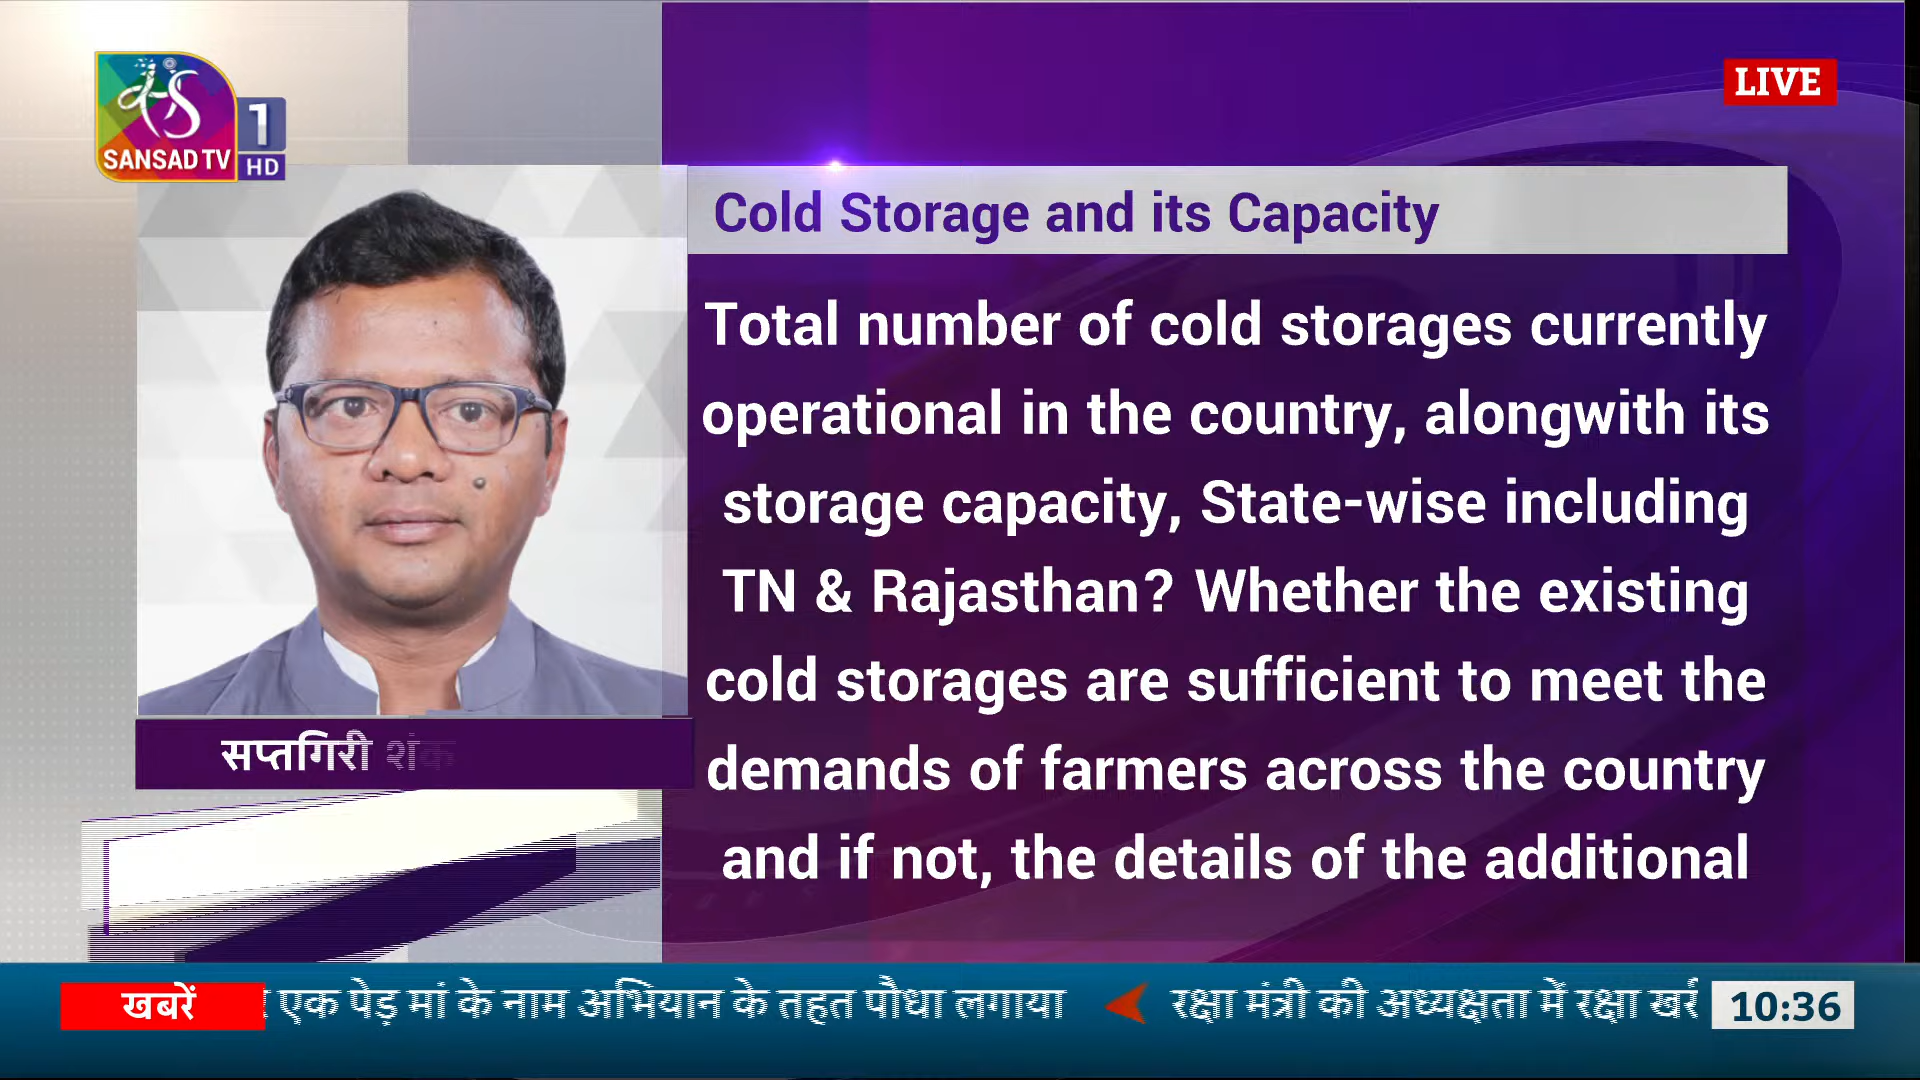 SANSAD TV
1
HD
LIVE
Cold Storage and its Capacity
Total number of cold storages currently
operational in the country, alongwith its
storage capacity, State-wise including
TN & Rajasthan? Whether the existing
cold storages are sufficient to meet the
demands of farmers across the country
and if not, the details of the additional
सप्तगिरी
खबरें
एक पेड़ मां के नाम अभियान के तहत पौधा लगाया
रक्षा मंत्री की अध्यक्षता में रक्षा
10:36